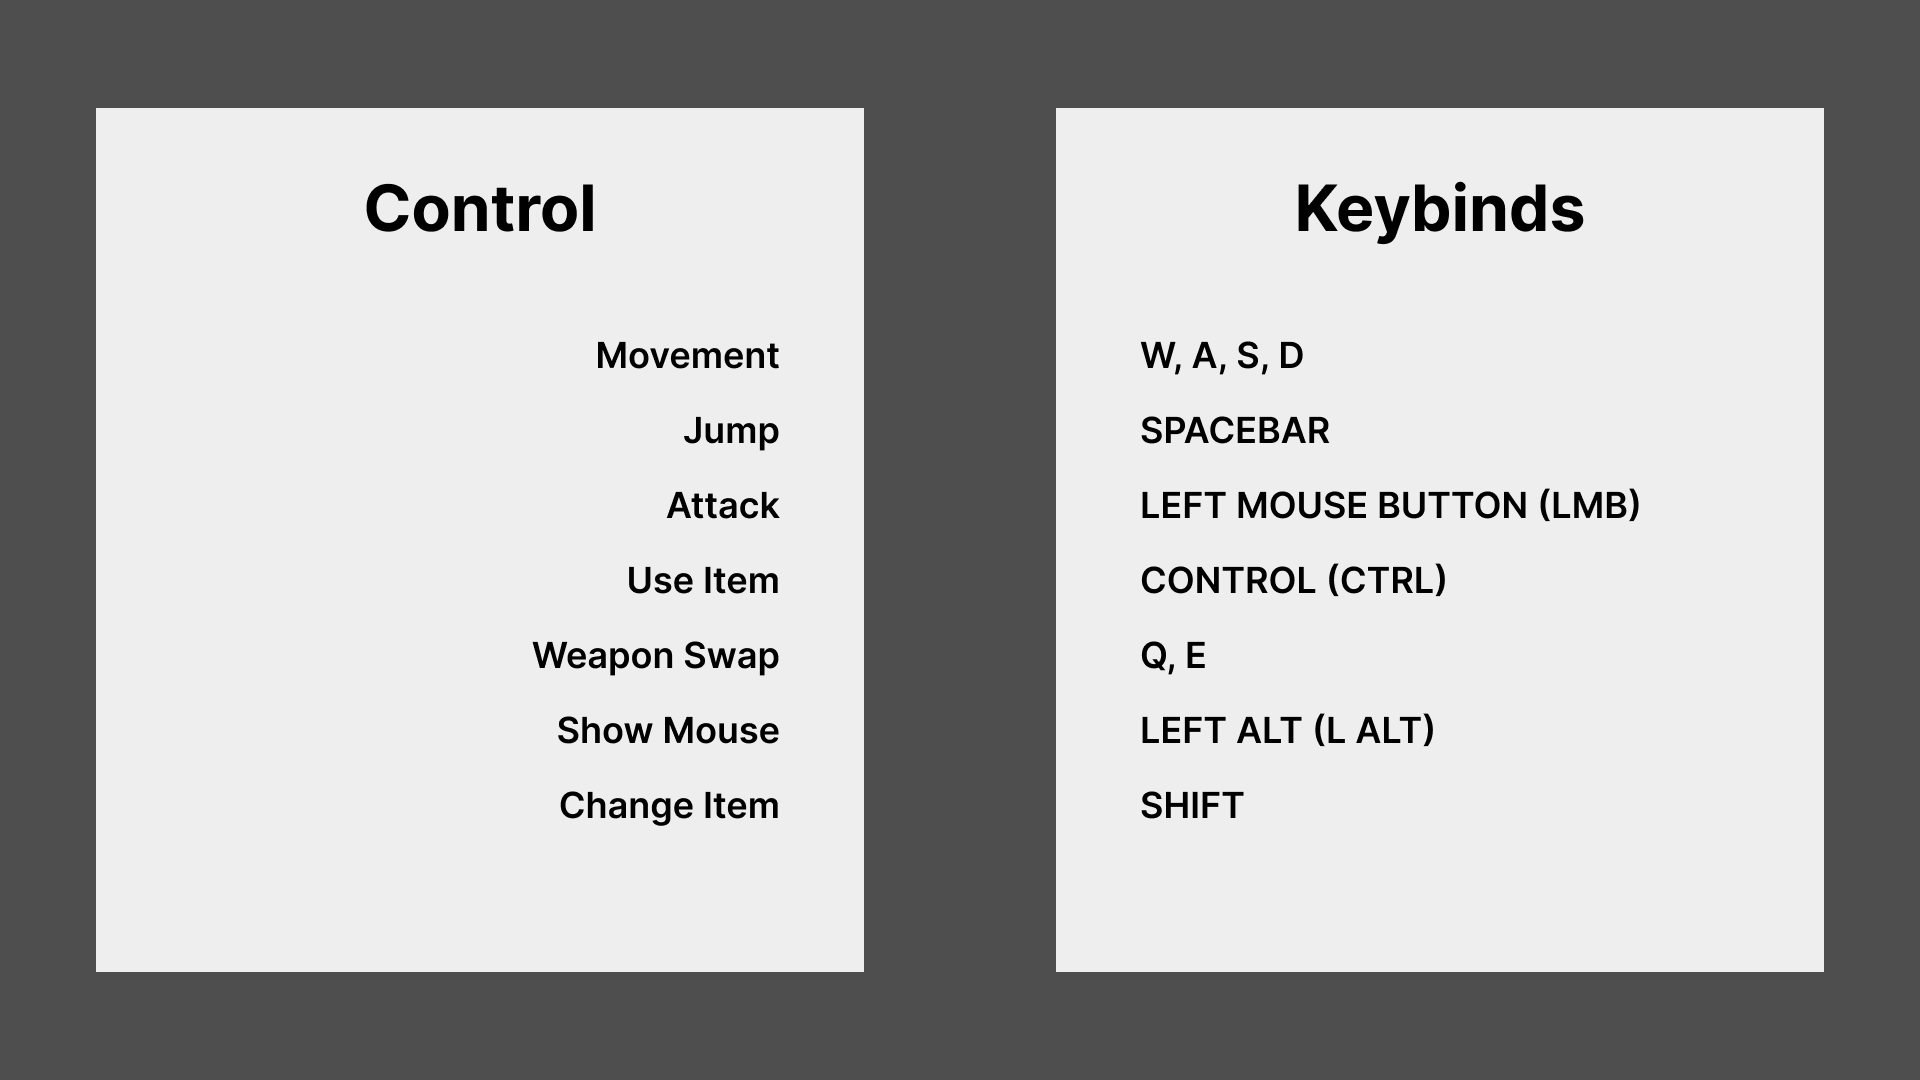 Control
Movement
Jump
Attack
Use Item
Weapon Swap
Show Mouse
Change Item
Keybinds
W, A, S, D
SPACEBAR
LEFT MOUSE BUTTON (LMB)
CONTROL (CTRL)
Q, E
LEFT ALT (L ALT)
SHIFT